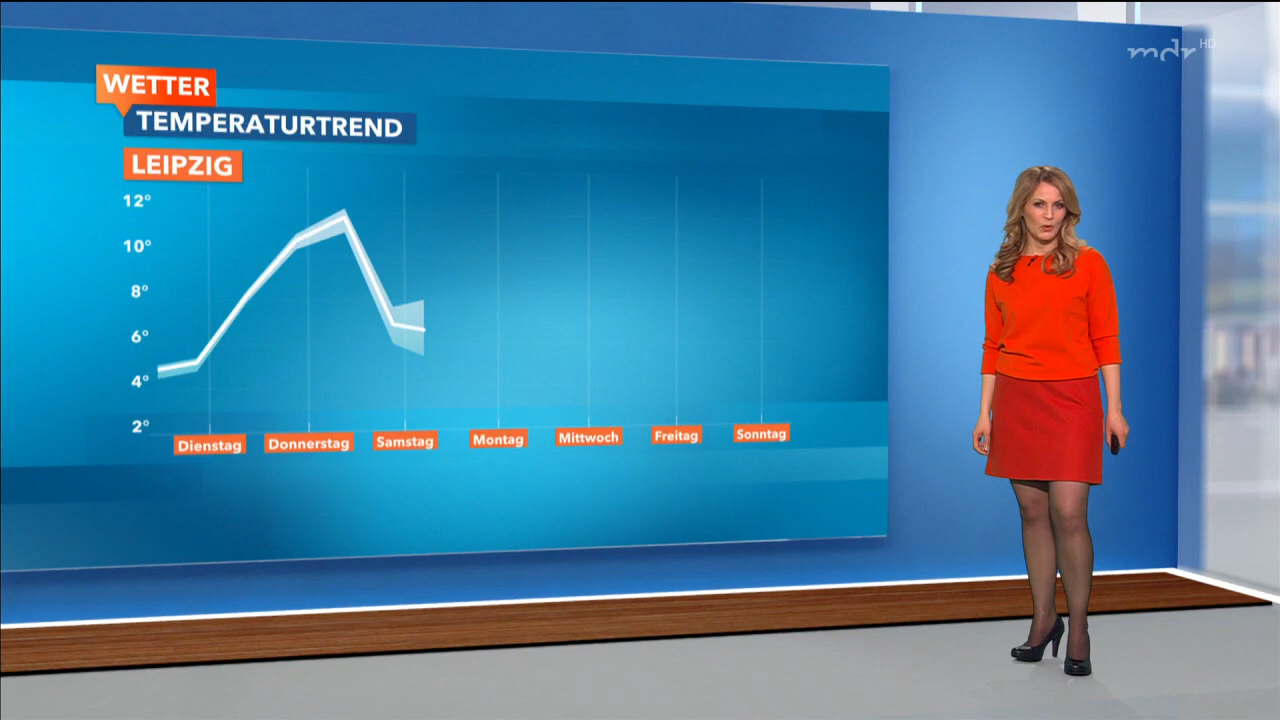 mdr HD
WETTER
TEMPERATURTREND
LEIPZIG
12°
10°
8°
6°
4°
2°
Dienstag Donnerstag Samstag Montag Mittwoch Freitag Sonntag